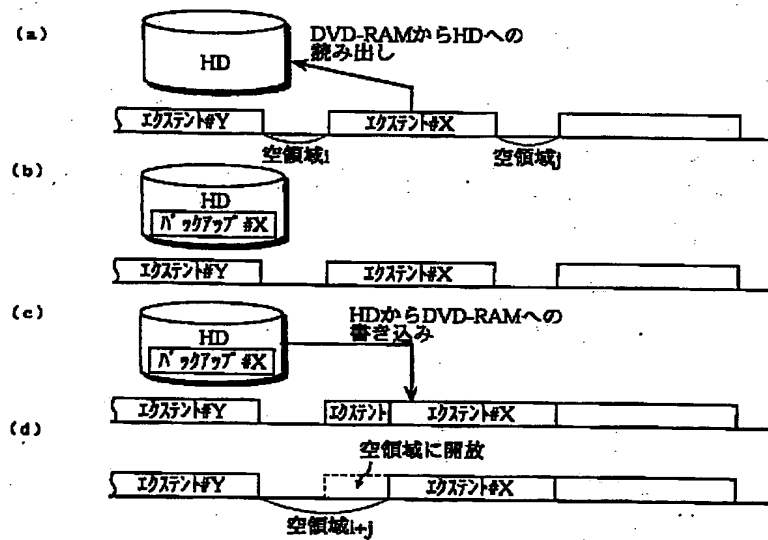 (a)
HD
DVD-RAMからHDへの
読み出し
エクステント#Y
エクステント#X
空領域i
空領域j
(b)
HD
バックアップ#X
エクステント#Y
エクステント#X
(c)
HD
バックアップ#X
HDからDVD-RAMへの
書き込み
エクステント#Y
エクステント
エクステント#X
(d)
空領域に開放
エクステント#Y
エクステント#X
空領域i+j